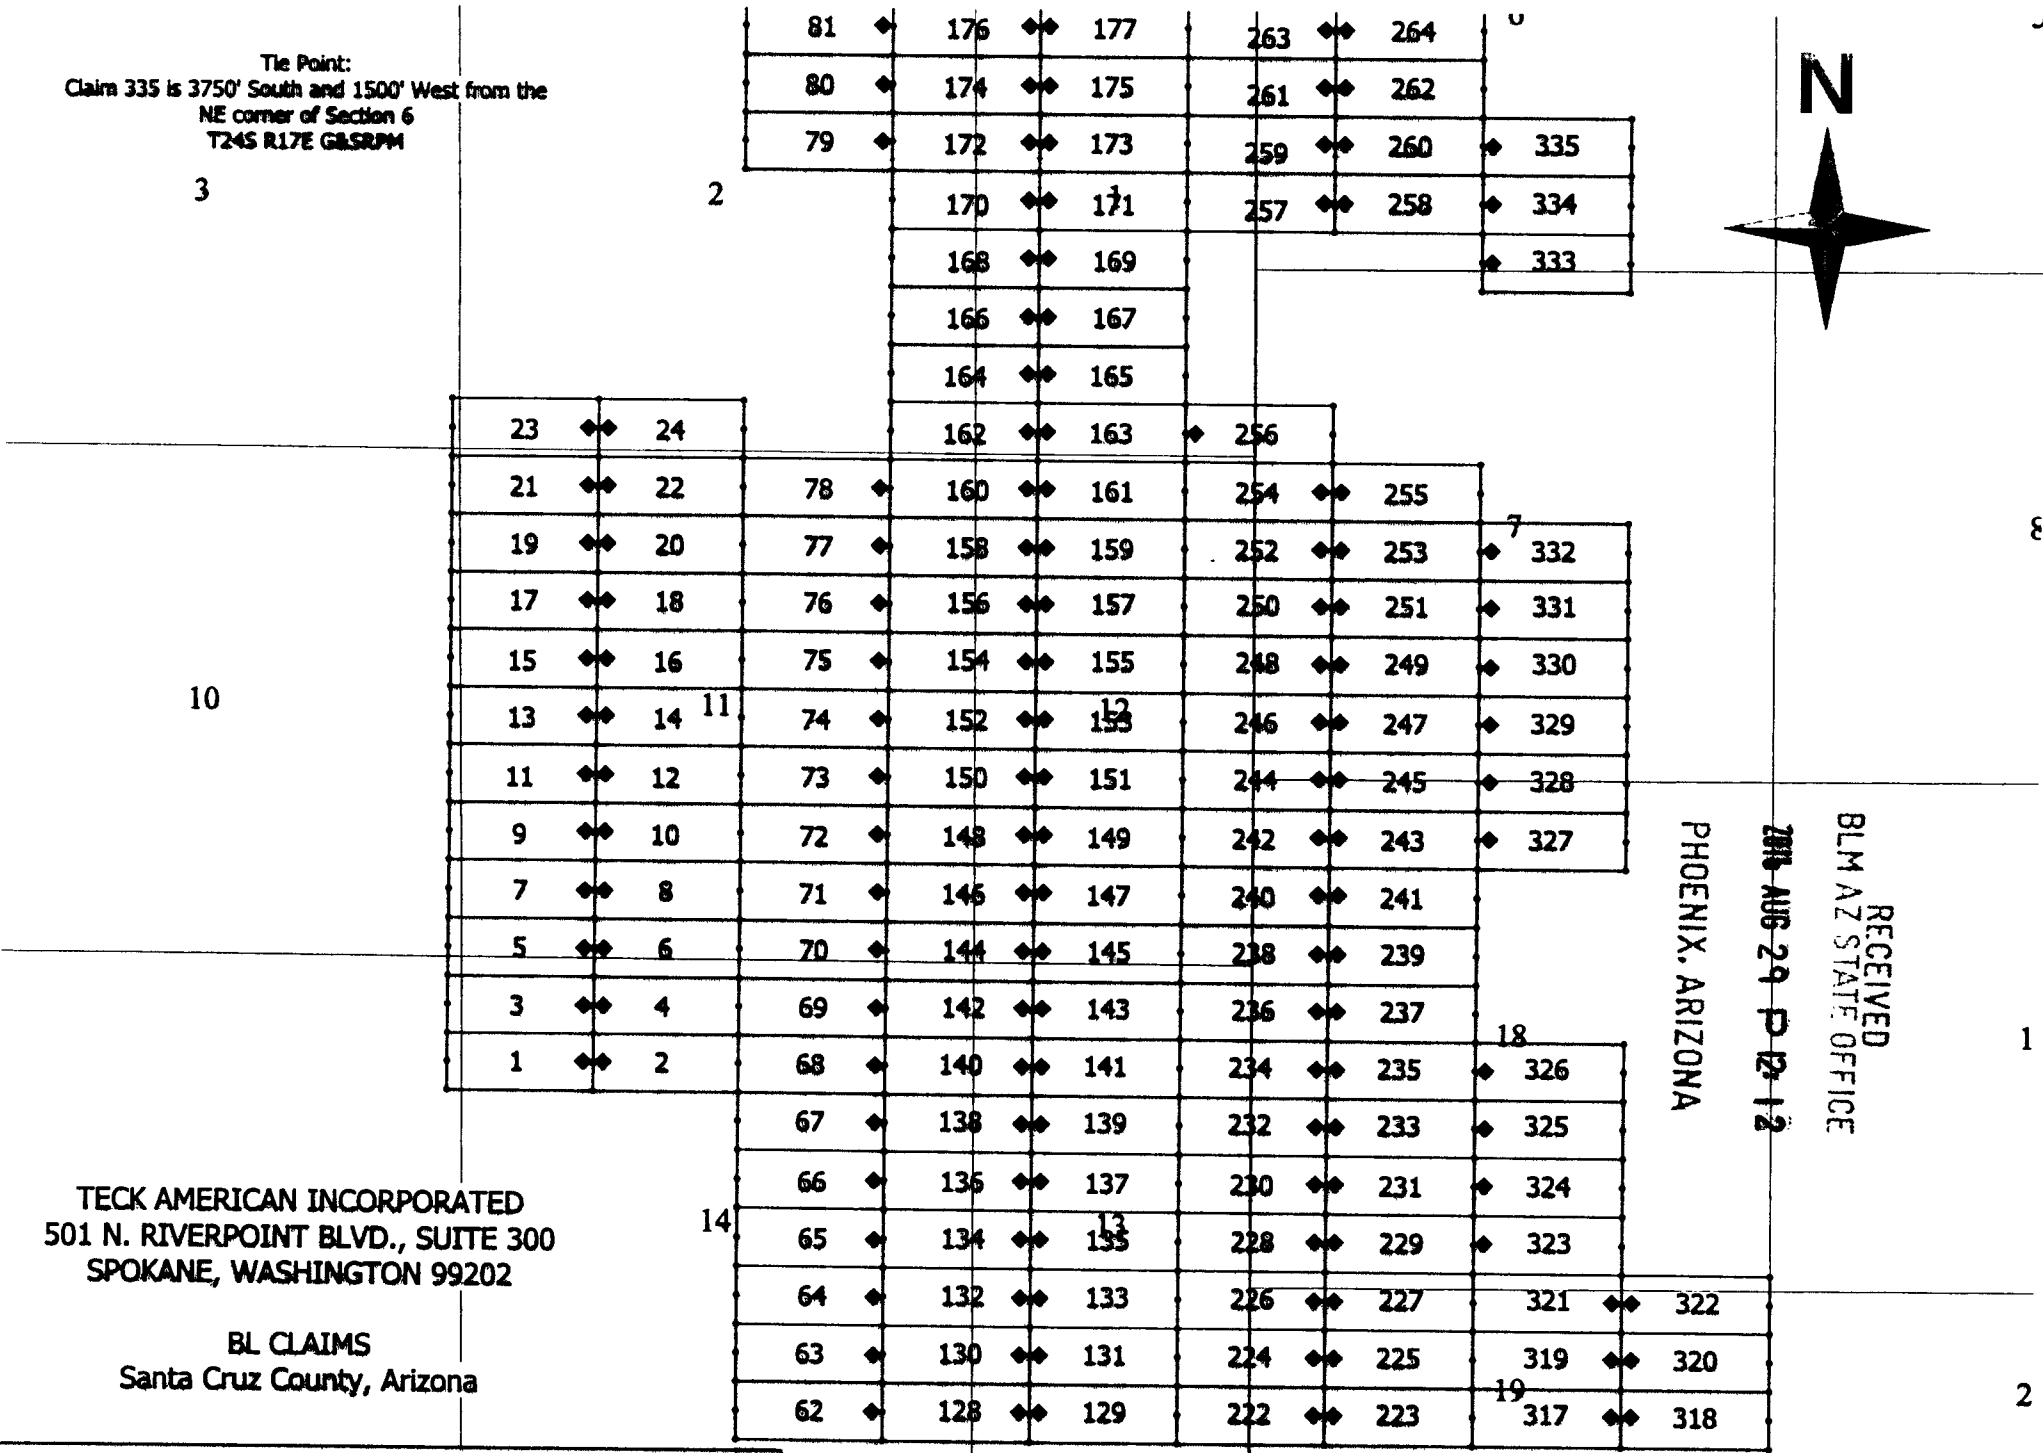 Tie Point:
Claim 335 is 3750' South and 1500' West from the
NE corner of Section 6
T24S R17E G&SRPM
N
81 176 177 263 264
80 174 175 261 262
79 172 173 259 260 335
3 2 170 171 1 257 258 334
168 169 333
166 167
164 165
23 24 162 163 256
21 22 78 160 161 254 255
7
19 20 77 158 159 252 253 332
17 18 76 156 157 250 251 331
15 16 75 154 155 248 249 330
10 11 12
13 14 74 152 153 246 247 329
11 12 73 150 151 244 245 328
9 10 72 148 149 242 243 327
7 8 71 146 147 240 241
5 6 70 144 145 238 239
3 4 69 142 143 236 237
18 1
1 2 68 140 141 234 235 326
67 138 139 232 233 325
66 136 137 230 231 324
14 13
65 134 135 228 229 323
64 132 133 226 227 321 322
63 130 131 224 225 319 320
19 2
62 128 129 222 223 317 318
RECEIVED
BLM AZ STATE OFFICE
AUG 29 P 12:12
PHOENIX, ARIZONA
TECK AMERICAN INCORPORATED
501 N. RIVERPOINT BLVD., SUITE 300
SPOKANE, WASHINGTON 99202
BL CLAIMS
Santa Cruz County, Arizona